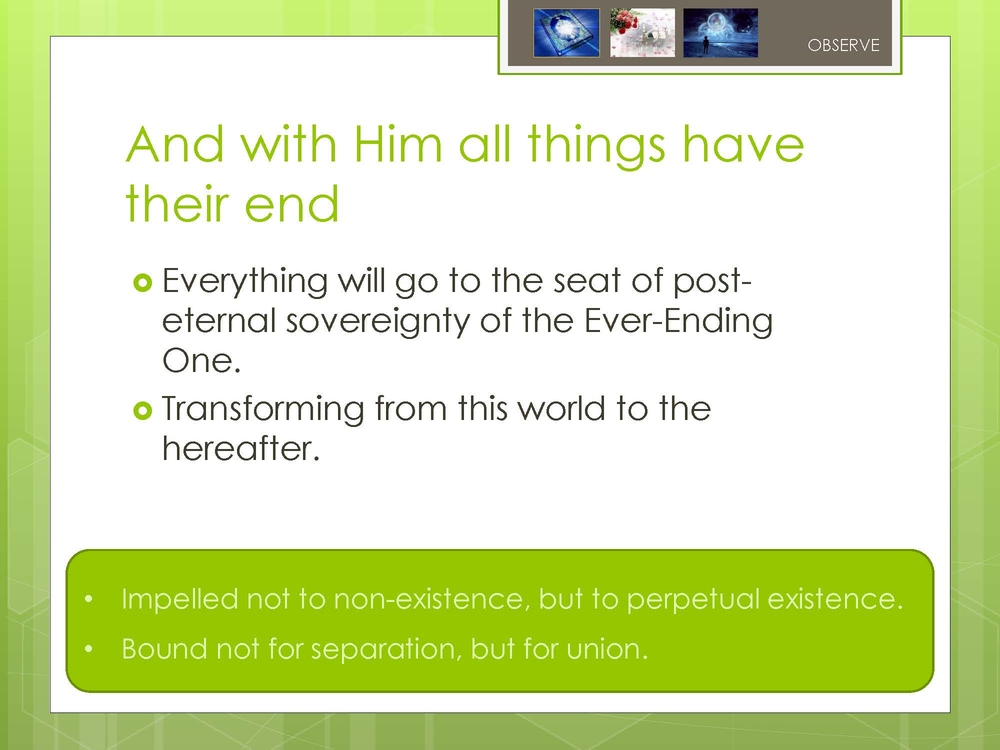 OBSERVE
And with Him all things have
their end
Everything will go to the seat of post-
eternal sovereignty of the Ever-Ending
One.
Transforming from this world to the
hereafter.
• Impelled not to non-existence, but to perpetual existence.
• Bound not for separation, but for union.